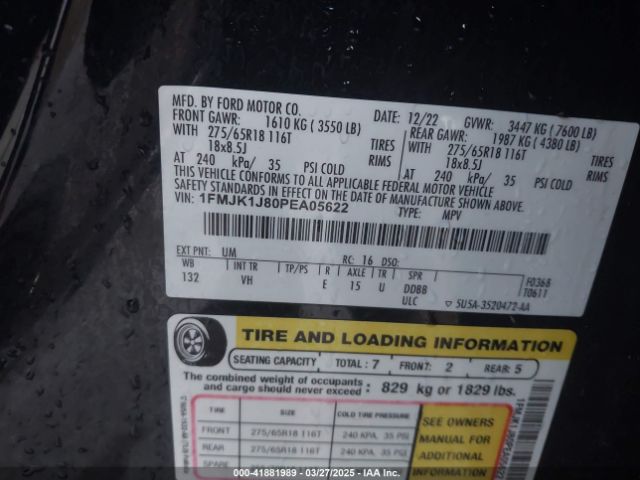 MFD. BY FORD MOTOR CO. DATE: 12/22 GVWR: 3447 KG (7600 LB)
FRONT GAWR: 1610 KG (3550 LB) REAR GAWR: 1987 KG (4380 LB)
WITH 275/65R18 116T TIRES WITH 275/65R18 116T TIRES
18x8.5J RIMS 18x8.5J RIMS
AT 240 kPa/ 35 PSI COLD AT 240 kPa/ 35 PSI COLD
THIS VEHICLE CONFORMS TO ALL APPLICABLE FEDERAL MOTOR VEHICLE
SAFETY STANDARDS IN EFFECT ON THE DATE OF MANUFACTURE SHOWN ABOVE.
VIN: 1FMJK1J80PEA05622
TYPE: MPV
EXT PNT: UM RC: 16 DSO:
WB INT TR TP/PS R AXLE TR SPR F0368
132 VH E 15 U DDBB T0611
ULC ▽ 5U5A-3520472-AA
TIRE AND LOADING INFORMATION
SEATING CAPACITY TOTAL: 7 FRONT: 2 REAR: 5
The combined weight of occupants
and cargo should never exceed: 829 kg or 1829 lbs.
TIRE SIZE COLD TIRE PRESSURE
FRONT 275/65R18 116T 240 KPA, 35 PSI
REAR 275/65R18 116T 240 KPA, 35 PSI
SPARE
SEE OWNERS
MANUAL FOR
ADDITIONAL
INFORMATION
© IAA - 41881989 03/27/2025 - IMPACT AUTO